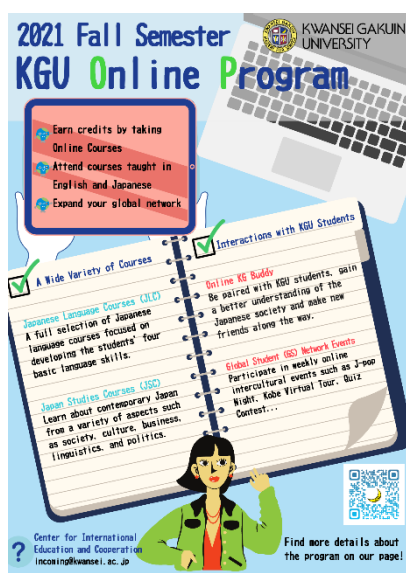 2021 Fall Semester
KGU Online Program
KWANSEI GAKUIN
UNIVERSITY
Earn credits by taking
Online Courses
Attend courses taught in
English and Japanese
Expand your global network
A Wide Variety of Courses
Japanese Language Courses (JLC)
A full selection of Japanese
language courses focused on
developing the students' four
basic language skills.
Japan Studies Courses (JSC)
Learn about contemporary Japan
from a variety of aspects such
as society, culture, business,
linguistics, and politics.
Interactions with KGU Students
Online KG Buddy
Be paired with KGU students, gain
a better understanding of the
Japanese society and make new
friends along the way.
Global Student (GS) Network Events
Participate in weekly online
intercultural events such as J-pop
Night, Kobe Virtual Tour, Quiz
Contest...
?
Center for International
Education and Cooperation
incoming@kwansei.ac.jp
Find more details about
the program on our page!